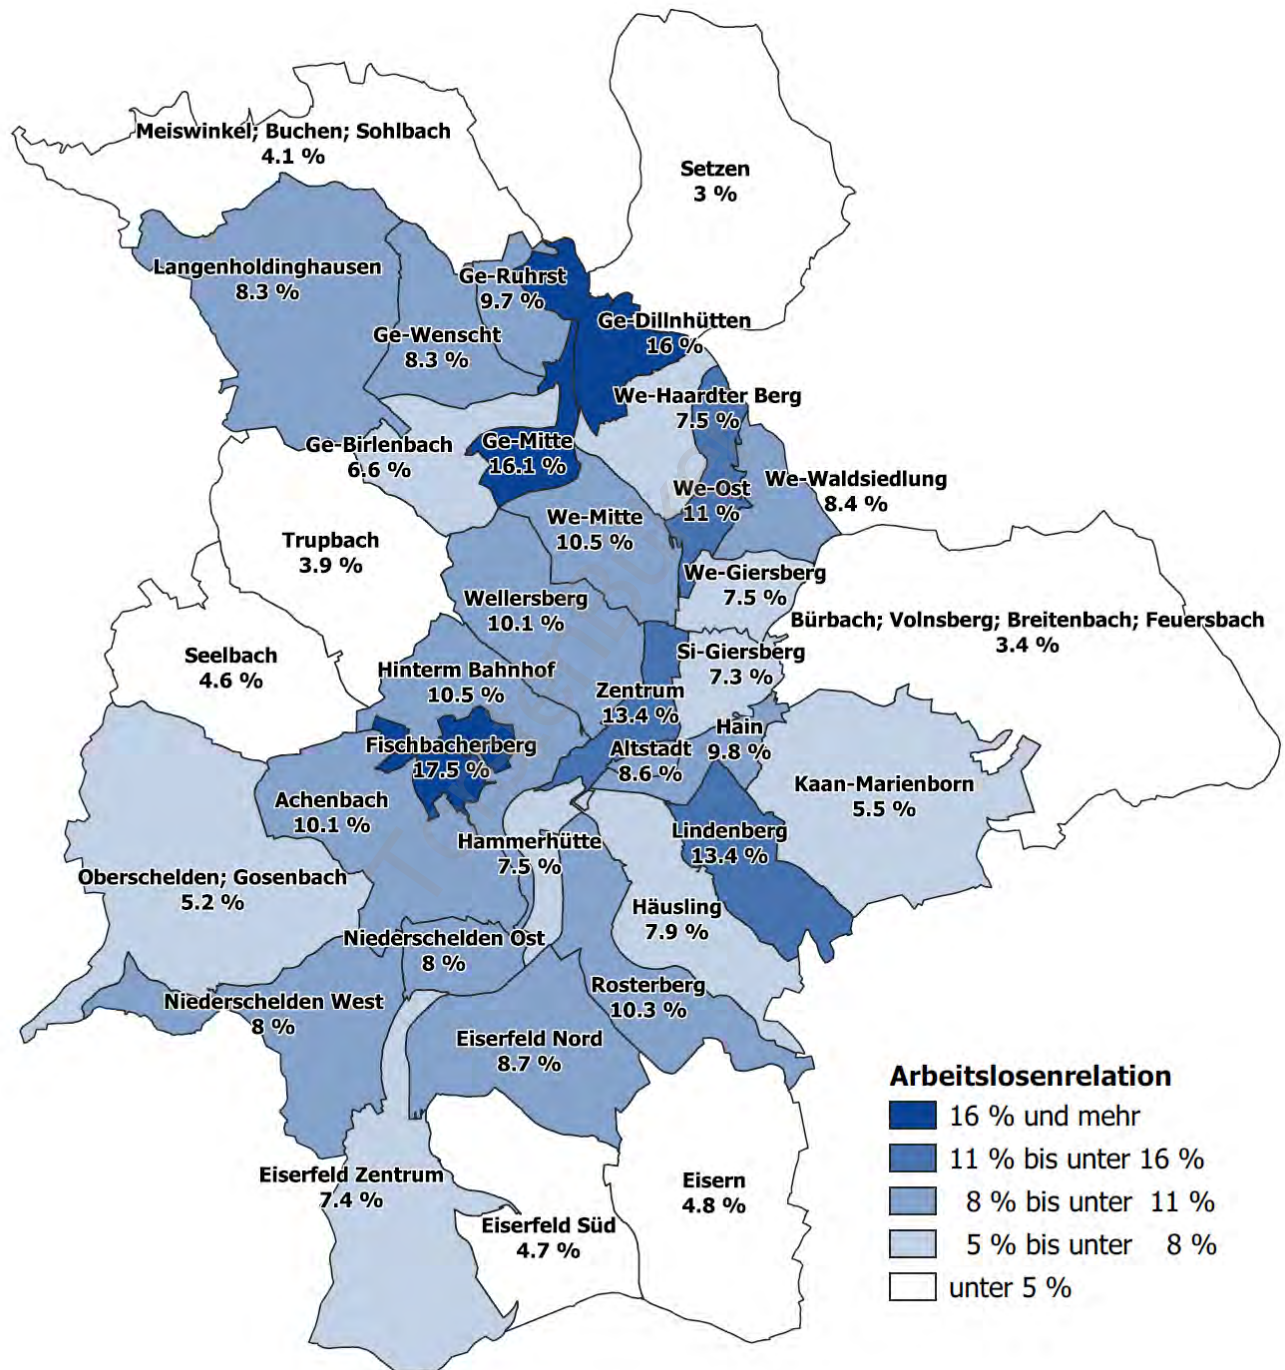 Meiswinkel; Buchen; Sohlbach
4.1 %
Setzen
3 %
Langenholdinghausen
8.3 %
Ge-Ruhrst
9.7 %
Ge-Dillnhütten
16 %
Ge-Wenscht
8.3 %
We-Haardter Berg
7.5 %
Ge-Birlenbach
6.6 %
Ge-Mitte
16.1 %
We-Waldsiedlung
8.4 %
We-Ost
11 %
We-Mitte
10.5 %
Trupbach
3.9 %
We-Giersberg
7.5 %
Wellersberg
10.1 %
Bürbach; Volnsberg; Breitenbach; Feuersbach
3.4 %
Seelbach
4.6 %
Si-Giersberg
7.3 %
Hinterm Bahnhof
10.5 %
Zentrum
13.4 %
Hain
9.8 %
Fischbacherberg
17.5 %
Altstadt
8.6 %
Kaan-Marienborn
5.5 %
Achenbach
10.1 %
Lindenberg
13.4 %
Hammerhütte
7.5 %
Oberschelden; Gosenbach
5.2 %
Häusling
7.9 %
Niederschelden Ost
8 %
Rosterberg
10.3 %
Niederschelden West
8 %
Eiserfeld Nord
8.7 %
Eiserfeld Zentrum
7.4 %
Eisern
4.8 %
Eiserfeld Süd
4.7 %
Arbeitslosenrelation
16 % und mehr
11 % bis unter 16 %
8 % bis unter 11 %
5 % bis unter 8 %
unter 5 %